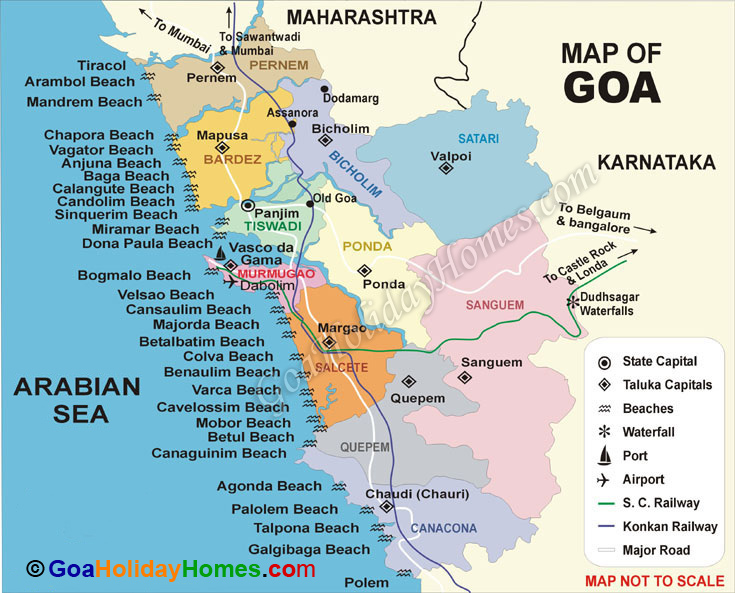 MAHARASHTRA
To Mumbai
To Sawantwadi
& Mumbai
MAP OF
GOA
Tiracol
Arambol Beach
Mandrem Beach
Pernem
PERNEM
Dodamarg
Assanora
Bicholim
BICHOLIM
SATARI
Valpoi
KARNATAKA
Chapora Beach
Vagator Beach
Anjuna Beach
Baga Beach
Calangute Beach
Candolim Beach
Sinquerim Beach
Miramar Beach
Dona Paula Beach
Mapusa
BARDEZ
Panjim
TISWADI
Old Goa
PONDA
Ponda
To Belgaum
& bangalore
To Castle Rock
& Londa
Vasco da
Gama
Bogmalo Beach
MURMUGAO
Dabolim
SANGUEM
Dudhsagar
Waterfalls
Velsao Beach
Cansaulim Beach
Majorda Beach
Betalbatim Beach
Colva Beach
Benaulim Beach
Varca Beach
Cavelossim Beach
Mobor Beach
Betul Beach
Canaguinim Beach
Margao
SALCETE
Sanguem
Quepem
QUEPEM
ARABIAN
SEA
Agonda Beach
Palolem Beach
Talpona Beach
Galgibaga Beach
Polem
Chaudi (Chauri)
CANACONA
State Capital
Taluka Capitals
Beaches
Waterfall
Port
Airport
S. C. Railway
Konkan Railway
Major Road
MAP NOT TO SCALE
© GoaHolidayHomes.com
GoaHolidayHomes.com